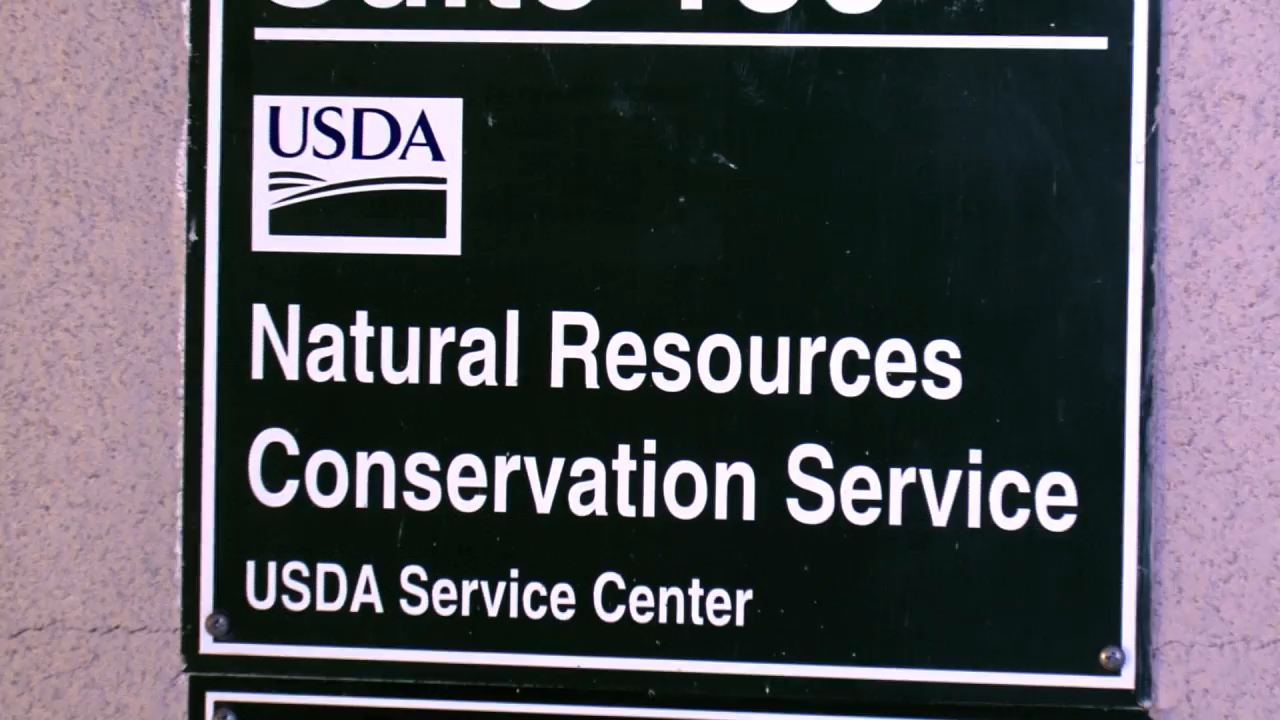 USDA
Natural Resources
Conservation Service
USDA Service Center